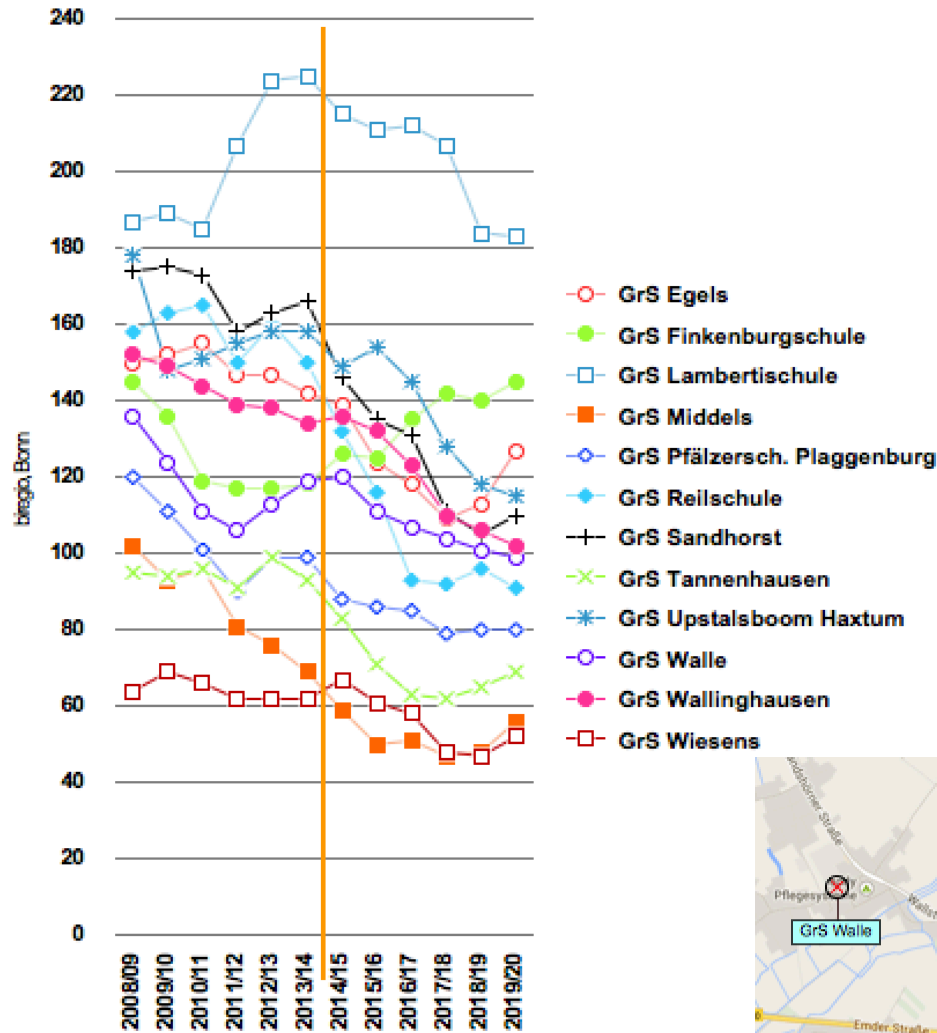 240
220
200
180
160
140
120
100
80
60
40
20
0
biregio, Bonn
2008/09
2009/10
2010/11
2011/12
2012/13
2013/14
2014/15
2015/16
2016/17
2017/18
2018/19
2019/20
GrS Egels
GrS Finkenburgschule
GrS Lambertischule
GrS Middels
GrS Pfälzersch. Plaggenburg
GrS Reilschule
GrS Sandhorst
GrS Tannenhausen
GrS Upstalsboom Haxtum
GrS Walle
GrS Wallinghausen
GrS Wiesens
Straße
GrS Walle
Emder Straße